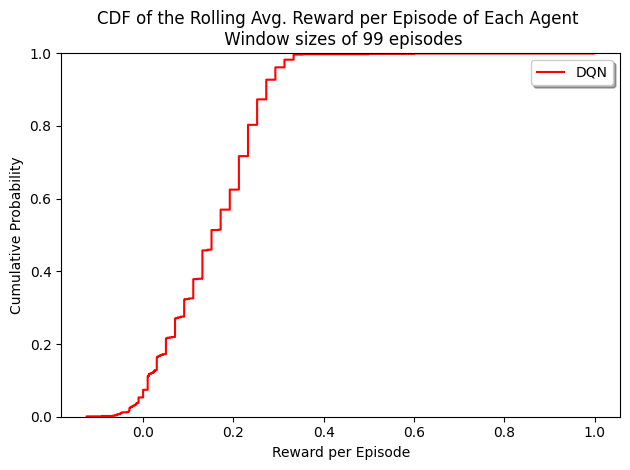 CDF of the Rolling Avg. Reward per Episode of Each Agent
Window sizes of 99 episodes
DQN
Cumulative Probability
1.0
0.8
0.6
0.4
0.2
0.0
0.0 0.2 0.4 0.6 0.8 1.0
Reward per Episode